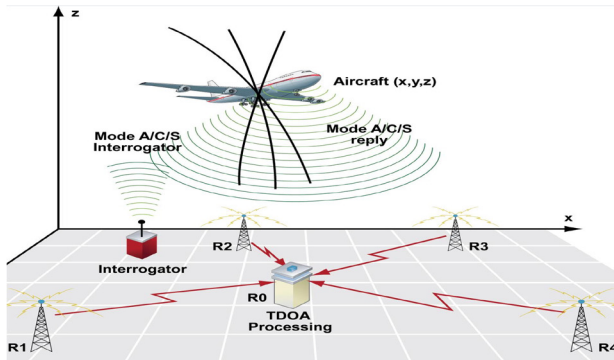 z
Aircraft (x,y,z)
Mode A/C/S
Interrogator
Mode A/C/S
reply
x
R2
R3
Interrogator
R0
TDOA
Processing
R1
R4